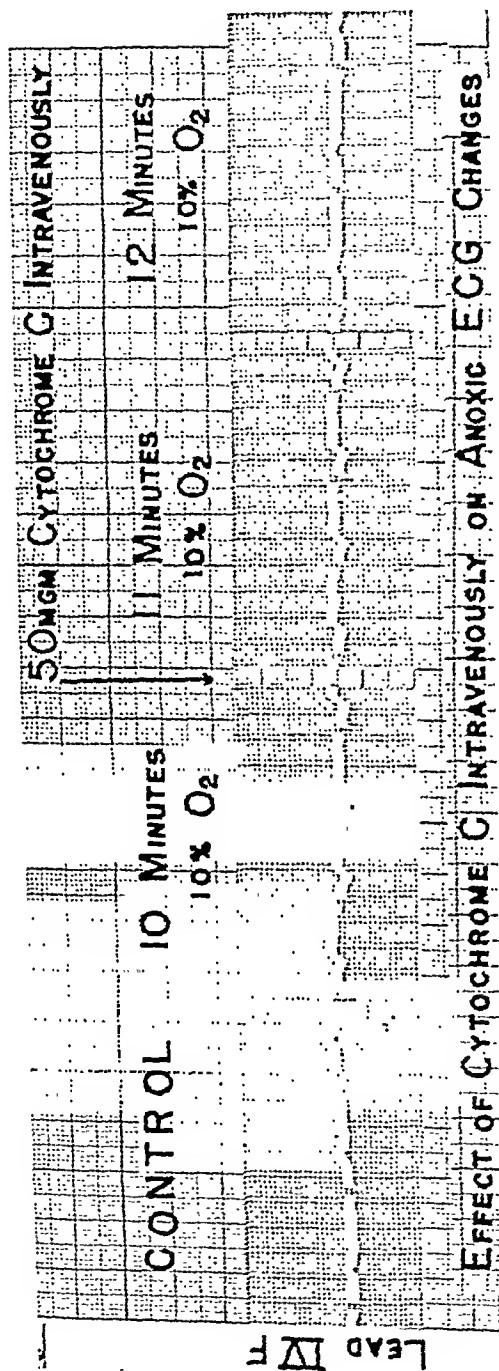 50MGM CYTOCHROME C INTRAVENOUSLY
CONTROL 10 MINUTES 11 MINUTES 12 MINUTES
10% O2 10% O2 10% O2
LEAD IV F
EFFECT OF CYTOCHROME C INTRAVENOUSLY ON ANOXIC ECG CHANGES